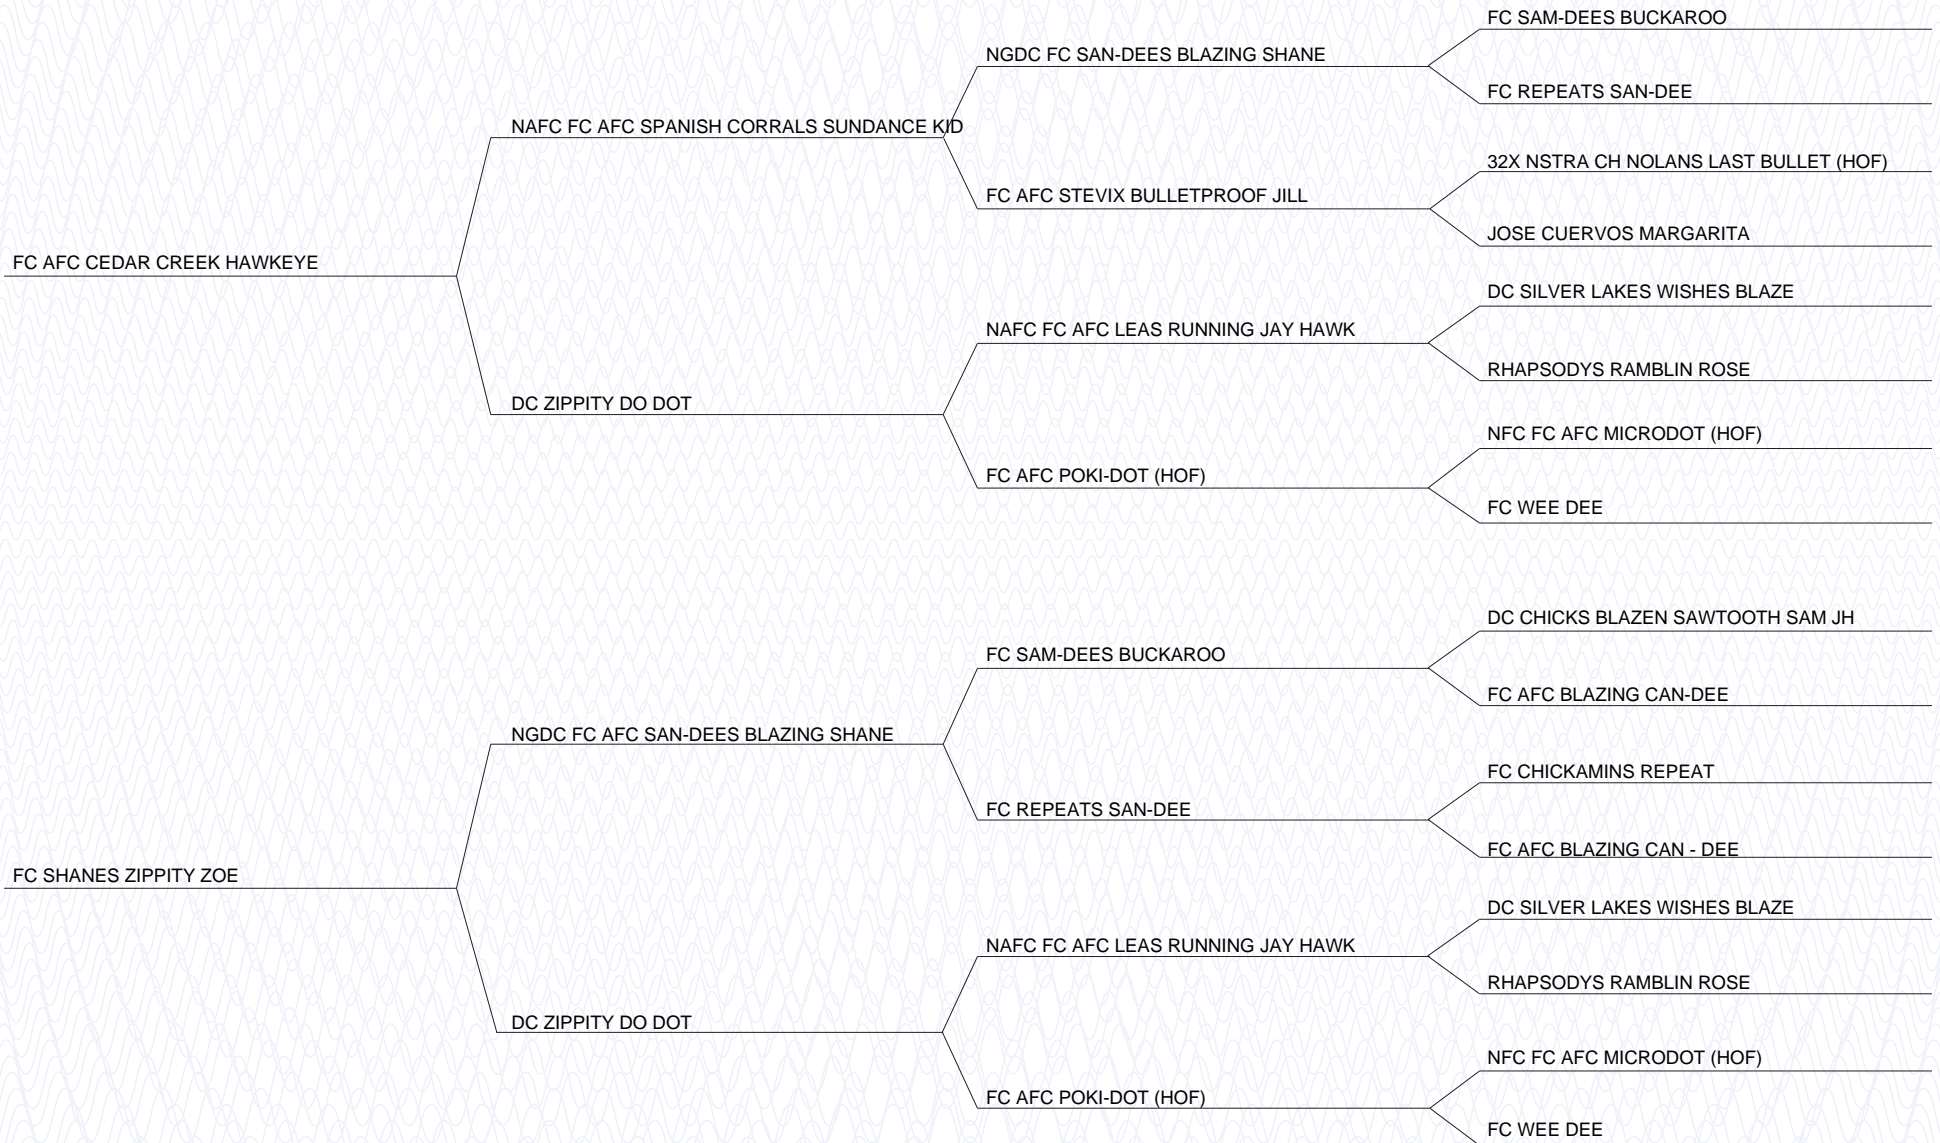 FC SAM-DEES BUCKAROO
NGDC FC SAN-DEES BLAZING SHANE
FC REPEATS SAN-DEE
NAFC FC AFC SPANISH CORRALS SUNDANCE KID
32X NSTRA CH NOLANS LAST BULLET (HOF)
FC AFC STEVIX BULLETPROOF JILL
JOSE CUERVOS MARGARITA
FC AFC CEDAR CREEK HAWKEYE
DC SILVER LAKES WISHES BLAZE
NAFC FC AFC LEAS RUNNING JAY HAWK
RHAPSODYS RAMBLIN ROSE
DC ZIPPITY DO DOT
NFC FC AFC MICRODOT (HOF)
FC AFC POKI-DOT (HOF)
FC WEE DEE
DC CHICKS BLAZEN SAWTOOTH SAM JH
FC SAM-DEES BUCKAROO
FC AFC BLAZING CAN-DEE
NGDC FC AFC SAN-DEES BLAZING SHANE
FC CHICKAMINS REPEAT
FC REPEATS SAN-DEE
FC AFC BLAZING CAN - DEE
FC SHANES ZIPPITY ZOE
DC SILVER LAKES WISHES BLAZE
NAFC FC AFC LEAS RUNNING JAY HAWK
RHAPSODYS RAMBLIN ROSE
DC ZIPPITY DO DOT
NFC FC AFC MICRODOT (HOF)
FC AFC POKI-DOT (HOF)
FC WEE DEE